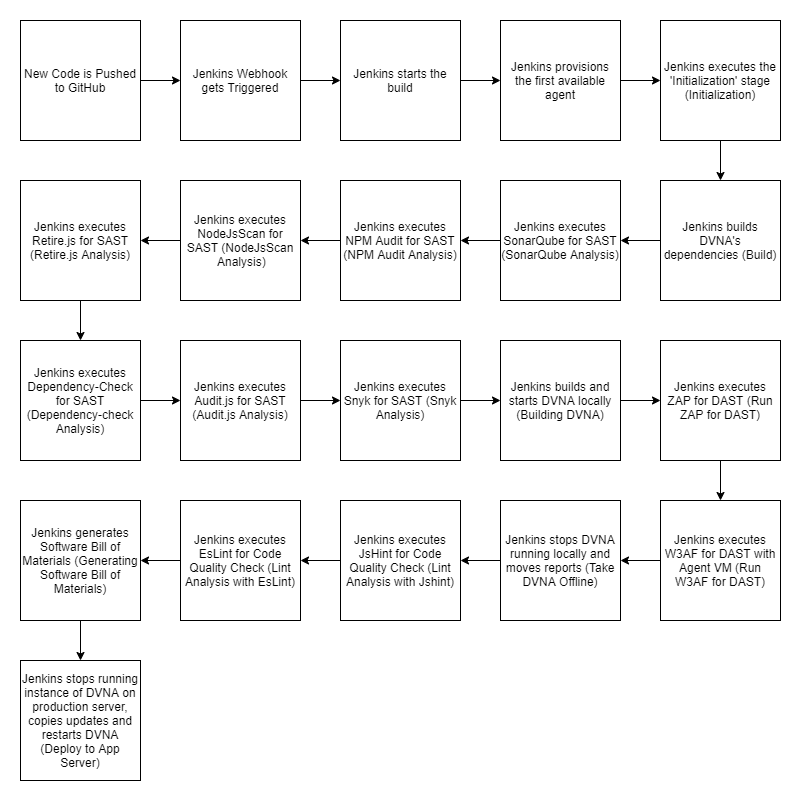 New Code is Pushed
to GitHub
Jenkins Webhook
gets Triggered
Jenkins starts the
build
Jenkins provisions
the first available
agent
Jenkins executes the
'Initialization' stage
(Initialization)
Jenkins builds
DVNA's
dependencies (Build)
Jenkins executes
SonarQube for SAST
(SonarQube Analysis)
Jenkins executes
NPM Audit for SAST
(NPM Audit Analysis)
Jenkins executes
NodeJsScan for
SAST (NodeJsScan
Analysis)
Jenkins executes
Retire.js for SAST
(Retire.js Analysis)
Jenkins executes
Dependency-Check
for SAST
(Dependency-check
Analysis)
Jenkins executes
Audit.js for SAST
(Audit.js Analysis)
Jenkins executes
Snyk for SAST (Snyk
Analysis)
Jenkins builds and
starts DVNA locally
(Building DVNA)
Jenkins executes
ZAP for DAST (Run
ZAP for DAST)
Jenkins executes
W3AF for DAST with
Agent VM (Run
W3AF for DAST)
Jenkins stops DVNA
running locally and
moves reports (Take
DVNA Offline)
Jenkins executes
JsHint for Code
Quality Check (Lint
Analysis with Jshint)
Jenkins executes
EsLint for Code
Quality Check (Lint
Analysis with EsLint)
Jenkins generates
Software Bill of
Materials (Generating
Software Bill of
Materials)
Jenkins stops running
instance of DVNA on
production server,
copies updates and
restarts DVNA
(Deploy to App
Server)